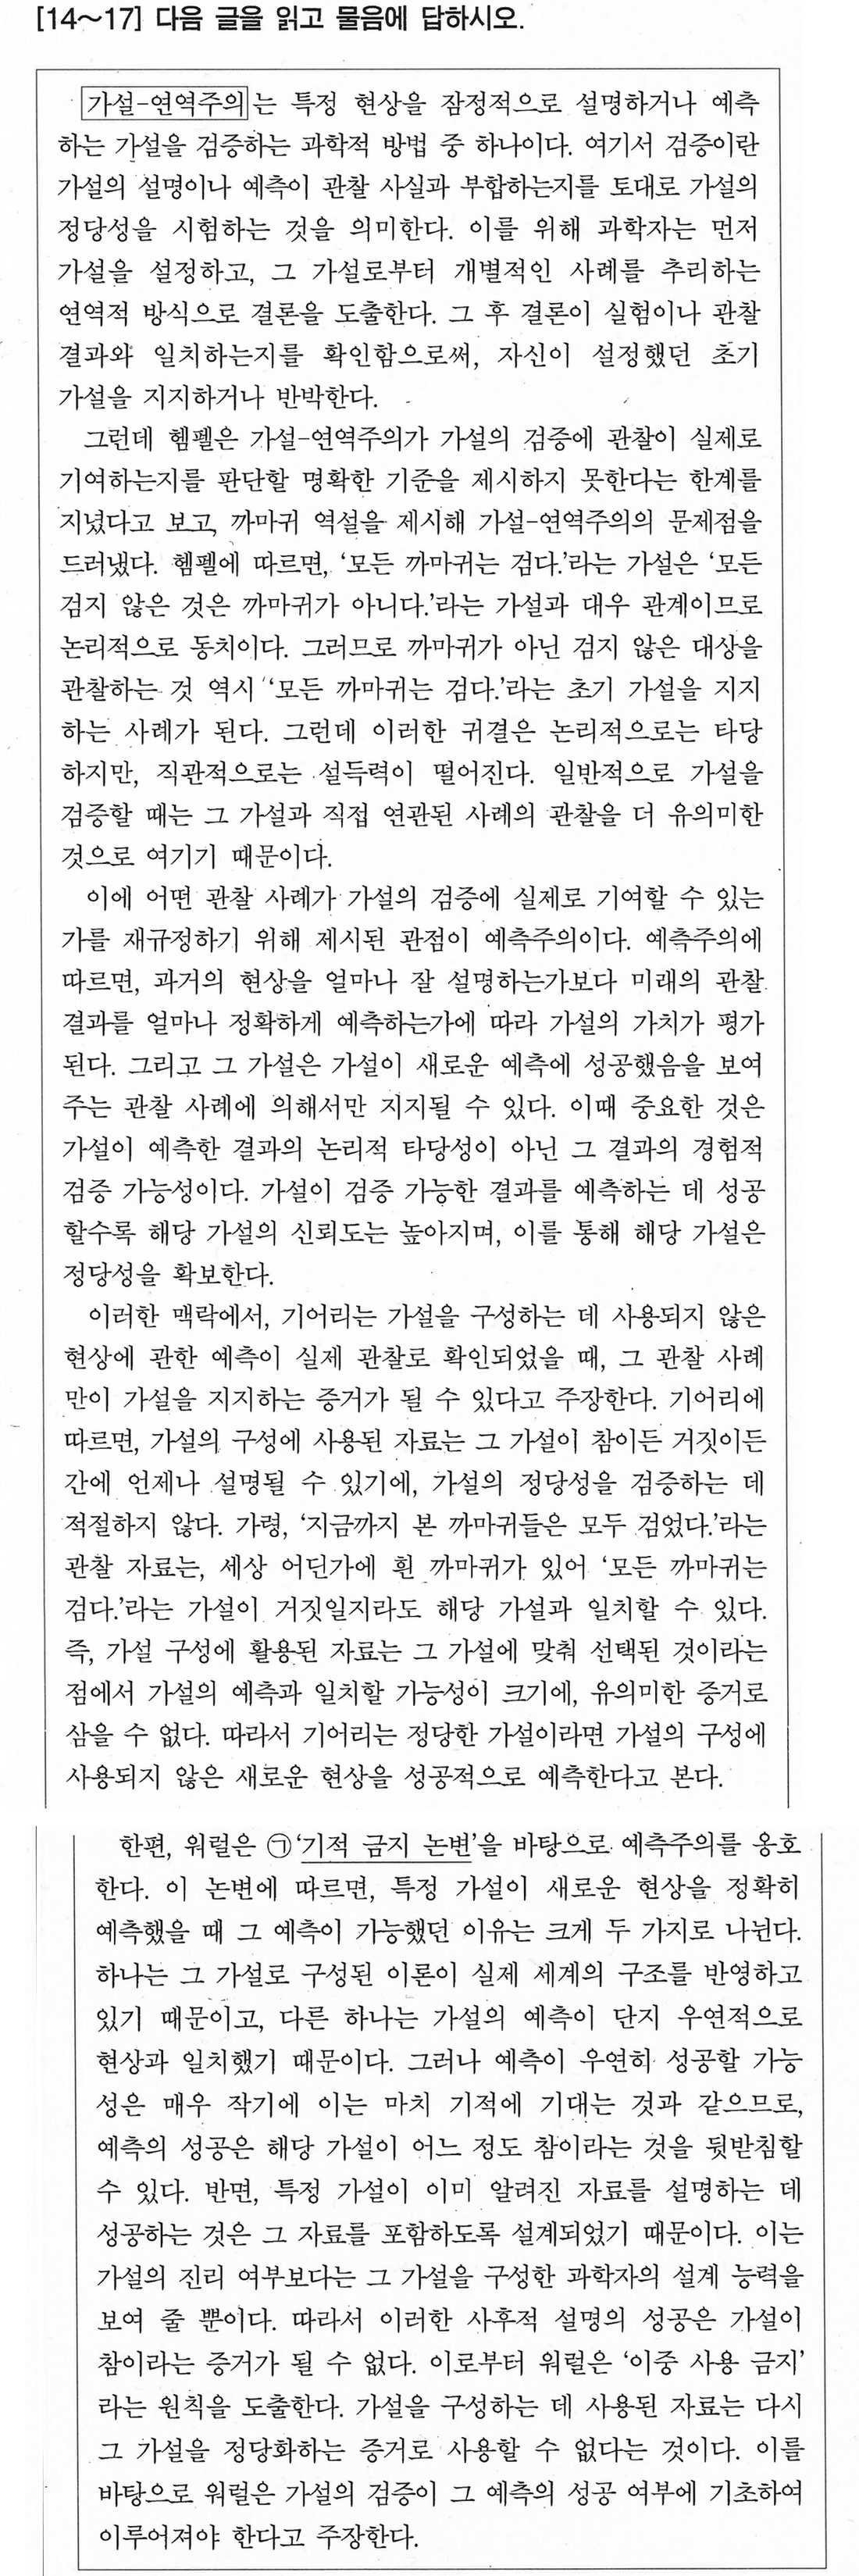 [14~17] 다음 글을 읽고 물음에 답하시오.
가설-연역주의는 특정 현상을 잠정적으로 설명하거나 예측
하는 가설을 검증하는 과학적 방법 중 하나이다. 여기서 검증이란
가설의 설명이나 예측이 관찰 사실과 부합하는지를 토대로 가설의
정당성을 시험하는 것을 의미한다. 이를 위해 과학자는 먼저
가설을 설정하고, 그 가설로부터 개별적인 사례를 추리하는
연역적 방식으로 결론을 도출한다. 그 후 결론이 실험이나 관찰
결과와 일치하는지를 확인함으로써, 자신이 설정했던 초기
가설을 지지하거나 반박한다.
그런데 헴펠은 가설-연역주의가 가설의 검증에 관찰이 실제로
기여하는지를 판단할 명확한 기준을 제시하지 못한다는 한계를
지녔다고 보고, 까마귀 역설을 제시해 가설-연역주의의 문제점을
드러냈다. 헴펠에 따르면, ‘모든 까마귀는 검다.’라는 가설은 ‘모든
검지 않은 것은 까마귀가 아니다.’라는 가설과 대우 관계이므로
논리적으로 동치이다. 그러므로 까마귀가 아닌 검지 않은 대상을
관찰하는 것 역시 ‘모든 까마귀는 검다.’라는 초기 가설을 지지
하는 사례가 된다. 그런데 이러한 귀결은 논리적으로는 타당
하지만, 직관적으로는 설득력이 떨어진다. 일반적으로 가설을
검증할 때는 그 가설과 직접 연관된 사례의 관찰을 더 유의미한
것으로 여기기 때문이다.
이에 어떤 관찰 사례가 가설의 검증에 실제로 기여할 수 있는
가를 재규정하기 위해 제시된 관점이 예측주의이다. 예측주의에
따르면, 과거의 현상을 얼마나 잘 설명하는가보다 미래의 관찰
결과를 얼마나 정확하게 예측하는가에 따라 가설의 가치가 평가
된다. 그리고 그 가설은 가설이 새로운 예측에 성공했음을 보여
주는 관찰 사례에 의해서만 지지될 수 있다. 이때 중요한 것은
가설이 예측한 결과의 논리적 타당성이 아닌 그 결과의 경험적
검증 가능성이다. 가설이 검증 가능한 결과를 예측하는 데 성공
할수록 해당 가설의 신뢰도는 높아지며, 이를 통해 해당 가설은
정당성을 확보한다.
이러한 맥락에서, 기어리는 가설을 구성하는 데 사용되지 않은
현상에 관한 예측이 실제 관찰로 확인되었을 때, 그 관찰 사례
만이 가설을 지지하는 증거가 될 수 있다고 주장한다. 기어리에
따르면, 가설의 구성에 사용된 자료는 그 가설이 참이든 거짓이든
간에 언제나 설명될 수 있기에, 가설의 정당성을 검증하는 데
적절하지 않다. 가령, ‘지금까지 본 까마귀들은 모두 검었다.’라는
관찰 자료는, 세상 어딘가에 흰 까마귀가 있어 ‘모든 까마귀는
검다.’라는 가설이 거짓일지라도 해당 가설과 일치할 수 있다.
즉, 가설 구성에 활용된 자료는 그 가설에 맞춰 선택된 것이라는
점에서 가설의 예측과 일치할 가능성이 크기에, 유의미한 증거로
삼을 수 없다. 따라서 기어리는 정당한 가설이라면 가설의 구성에
사용되지 않은 새로운 현상을 성공적으로 예측한다고 본다.
한편, 워럴은 ㉠‘기적 금지 논변’을 바탕으로 예측주의를 옹호
한다. 이 논변에 따르면, 특정 가설이 새로운 현상을 정확히
예측했을 때 그 예측이 가능했던 이유는 크게 두 가지로 나뉜다.
하나는 그 가설로 구성된 이론이 실제 세계의 구조를 반영하고
있기 때문이고, 다른 하나는 가설의 예측이 단지 우연적으로
현상과 일치했기 때문이다. 그러나 예측이 우연히 성공할 가능
성은 매우 작기에 이는 마치 기적에 기대는 것과 같으므로,
예측의 성공은 해당 가설이 어느 정도 참이라는 것을 뒷받침할
수 있다. 반면, 특정 가설이 이미 알려진 자료를 설명하는 데
성공하는 것은 그 자료를 포함하도록 설계되었기 때문이다. 이는
가설의 진리 여부보다는 그 가설을 구성한 과학자의 설계 능력을
보여 줄 뿐이다. 따라서 이러한 사후적 설명의 성공은 가설이
참이라는 증거가 될 수 없다. 이로부터 워럴은 ‘이중 사용 금지’
라는 원칙을 도출한다. 가설을 구성하는 데 사용된 자료는 다시
그 가설을 정당화하는 증거로 사용할 수 없다는 것이다. 이를
바탕으로 워럴은 가설의 검증이 그 예측의 성공 여부에 기초하여
이루어져야 한다고 주장한다.